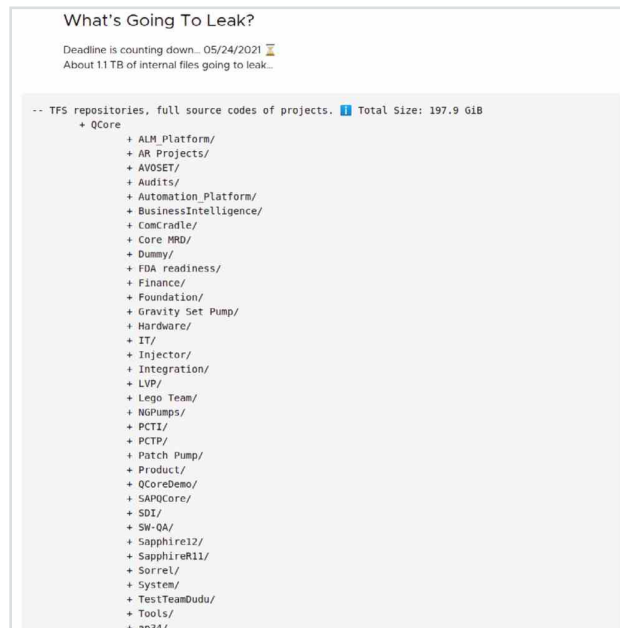 What's Going To Leak?
Deadline is counting down... 05/24/2021 ⏳
About 1.1 TB of internal files going to leak...
-- TFS repositories, full source codes of projects. ℹ️ Total Size: 197.9 GiB
+ QCore
+ ALM_Platform/
+ AR Projects/
+ AVOSET/
+ Audits/
+ Automation_Platform/
+ BusinessIntelligence/
+ ComCradle/
+ Core MRD/
+ Dummy/
+ FDA readiness/
+ Finance/
+ Foundation/
+ Gravity Set Pump/
+ Hardware/
+ IT/
+ Injector/
+ Integration/
+ LVP/
+ Lego Team/
+ NGPumps/
+ PCTI/
+ PCTP/
+ Patch Pump/
+ Product/
+ QCoreDemo/
+ SAPQCore/
+ SDI/
+ SW-QA/
+ Sapphire12/
+ SapphireR11/
+ Sorrel/
+ System/
+ TestTeamDudu/
+ Tools/